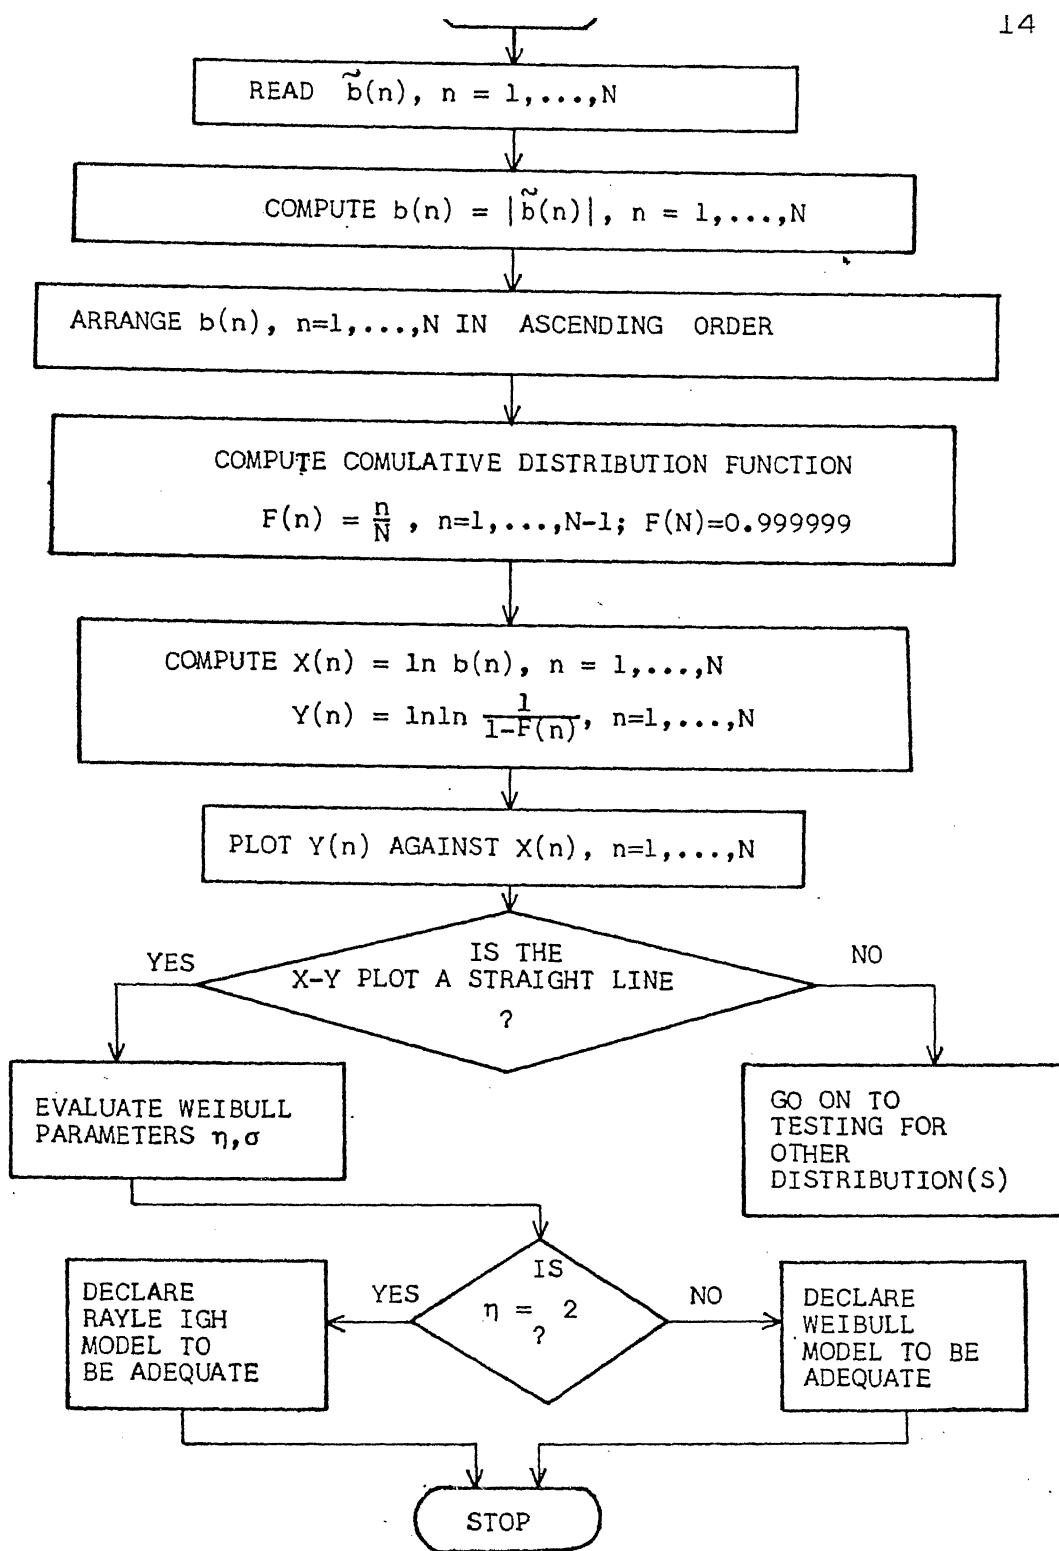 14
READ b̃(n), n = 1,...,N
COMPUTE b(n) = |b̃(n)|, n = 1,...,N
ARRANGE b(n), n=1,...,N IN ASCENDING ORDER
COMPUTE COMULATIVE DISTRIBUTION FUNCTION
F(n) = n/N , n=1,...,N-1; F(N)=0.999999
COMPUTE X(n) = ln b(n), n = 1,...,N
Y(n) = lnln 1/(1-F(n)), n=1,...,N
PLOT Y(n) AGAINST X(n), n=1,...,N
IS THE
X-Y PLOT A STRAIGHT LINE
?
YES
NO
EVALUATE WEIBULL
PARAMETERS η,σ
GO ON TO
TESTING FOR
OTHER
DISTRIBUTION(S)
IS
η = 2
?
YES
NO
DECLARE
RAYLE IGH
MODEL TO
BE ADEQUATE
DECLARE
WEIBULL
MODEL TO BE
ADEQUATE
STOP